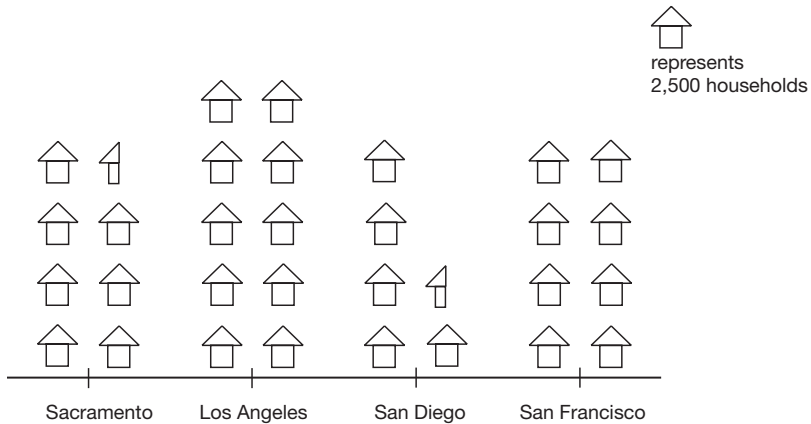 represents
2,500 households
Sacramento Los Angeles San Diego San Francisco